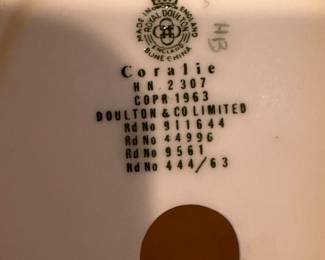 MADE IN ENGLAND
ROYAL DOULTON
ENGLAND
BONE CHINA
HB
Coralie
HN 2307
COPR 1963
DOULTON & CO LIMITED
Rd No 911644
Rd No 44996
Rd No 9561
Rd No 444/63